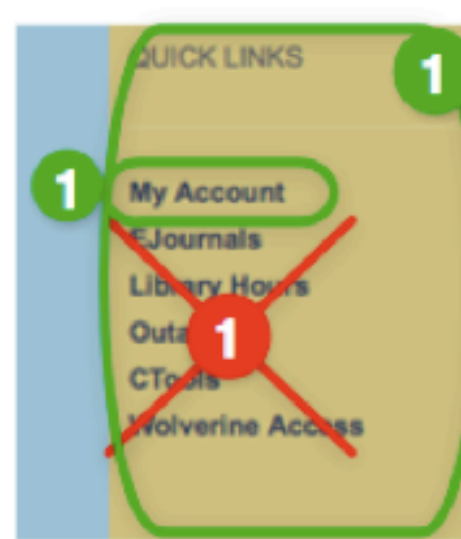 QUICK LINKS
1
1
My Account
EJournals
Library Hours
1
CTools
Wolverine Access